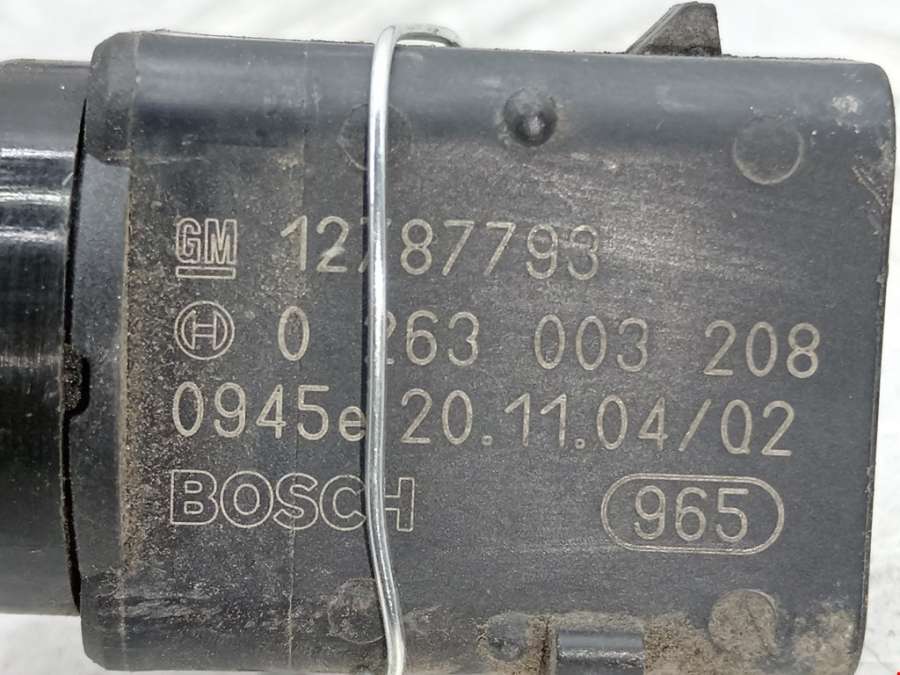 GM 12787793
0 263 003 208
0945e 20.11.04/Q2
BOSCH 965